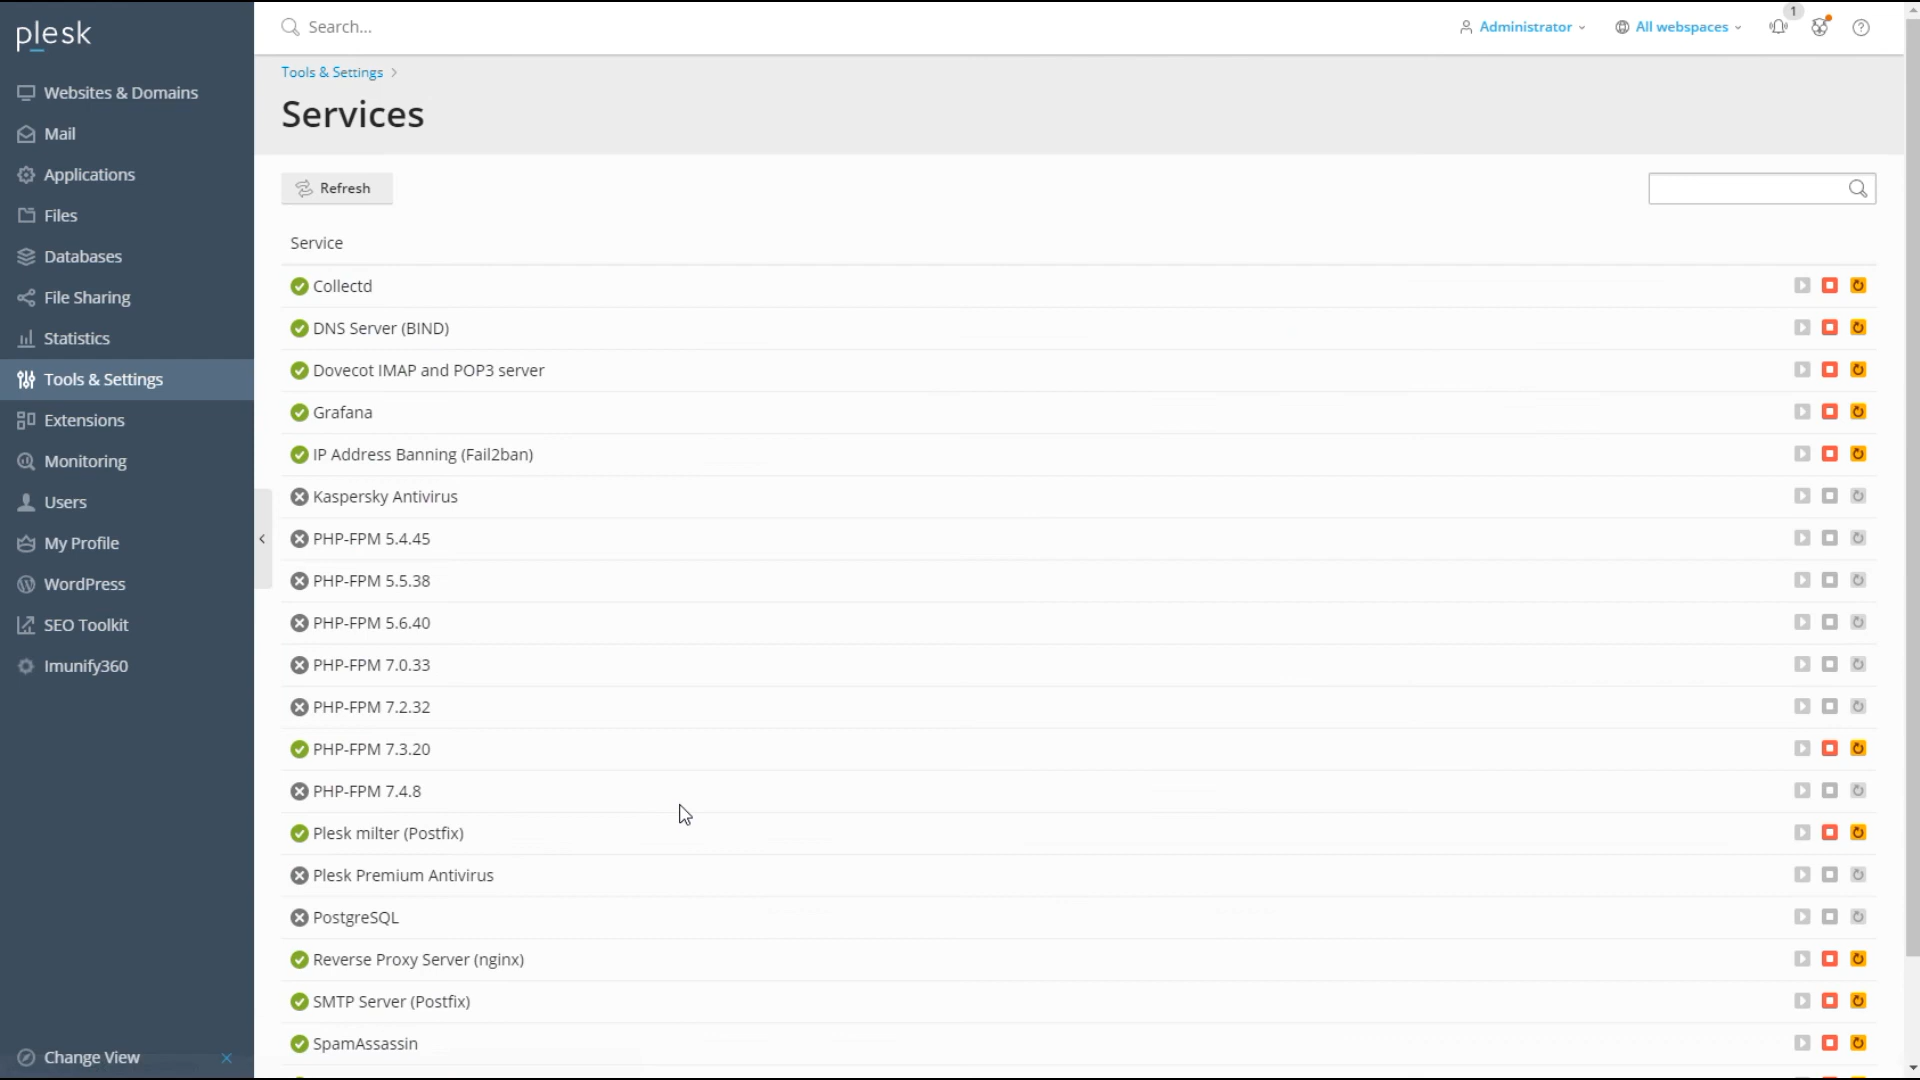 plesk
Search...
Administrator
All webspaces
1
Websites & Domains
Mail
Applications
Files
Databases
File Sharing
Statistics
Tools & Settings
Extensions
Monitoring
Users
My Profile
WordPress
SEO Toolkit
Imunify360
Change View
Tools & Settings
Services
Refresh
Service
Collectd
DNS Server (BIND)
Dovecot IMAP and POP3 server
Grafana
IP Address Banning (Fail2ban)
Kaspersky Antivirus
PHP-FPM 5.4.45
PHP-FPM 5.5.38
PHP-FPM 5.6.40
PHP-FPM 7.0.33
PHP-FPM 7.2.32
PHP-FPM 7.3.20
PHP-FPM 7.4.8
Plesk milter (Postfix)
Plesk Premium Antivirus
PostgreSQL
Reverse Proxy Server (nginx)
SMTP Server (Postfix)
SpamAssassin